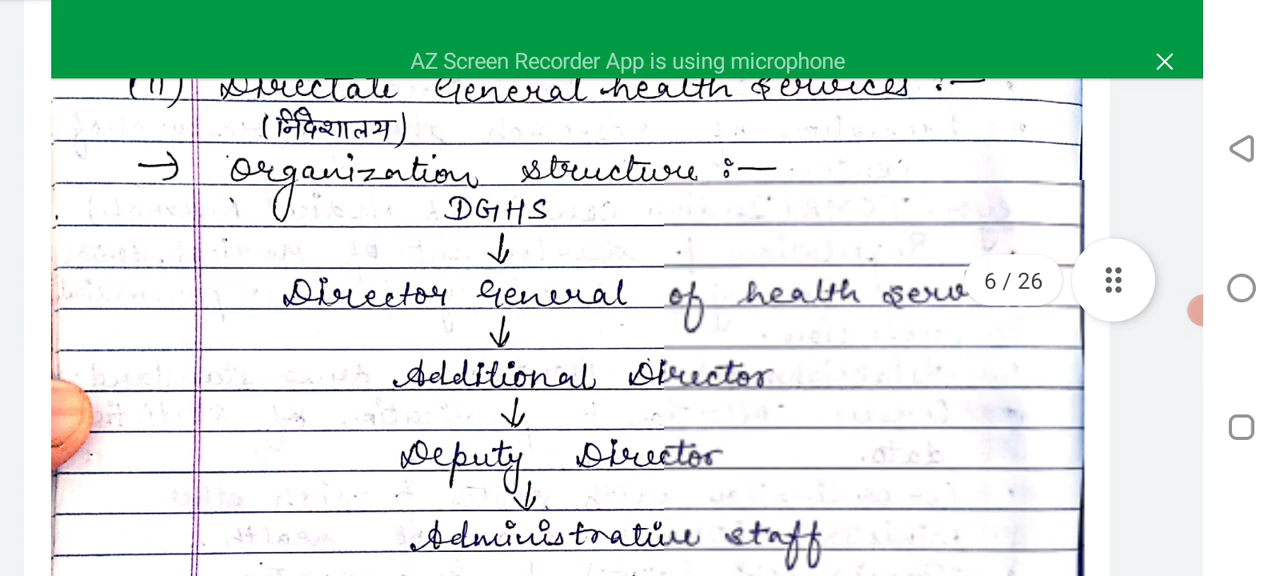 AZ Screen Recorder App is using microphone
(ii) Directate General health services :-
(निदेशालय)
→ Organization structure :-
DGHS
↓
Director General of health serv
6 / 26
↓
Additional Director
↓
Deputy Director
↓
Administrative staff